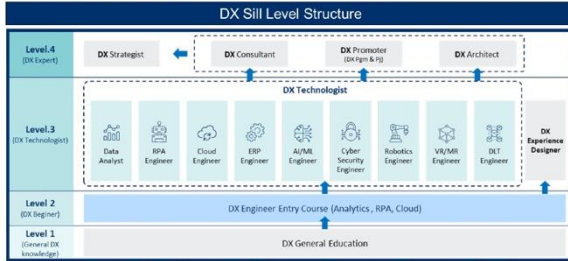 DX Sill Level Structure
Level.4
(DX Expert)
DX Strategist
DX Consultant
DX Promoter
(DX Pgm & Pj)
DX Architect
Level.3
(DX Technologist)
DX Technologist
Data
Analyst
RPA
Engineer
Cloud
Engineer
ERP
Engineer
AI/ML
Engineer
Cyber
Security
Engineer
Robotics
Engineer
VR/MR
Engineer
DLT
Engineer
DX
Experience
Designer
Level 2
(DX Beginer)
DX Engineer Entry Course (Analytics , RPA, Cloud)
Level 1
(General DX
knowledge)
DX General Education